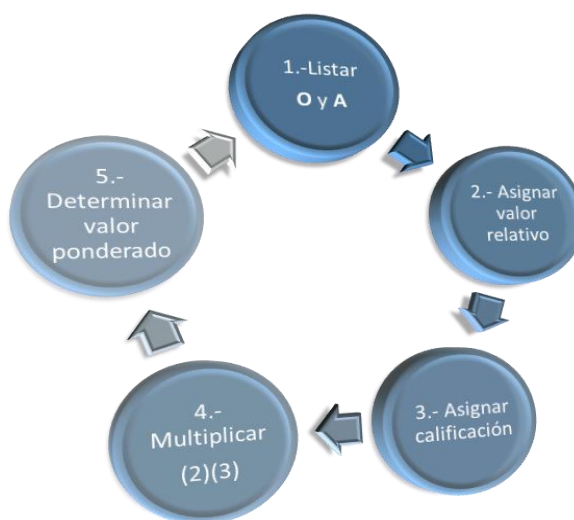 1.-Listar
O y A
2.- Asignar
valor
relativo
3.- Asignar
calificación
4.-
Multiplicar
(2)(3)
5.-
Determinar
valor
ponderado